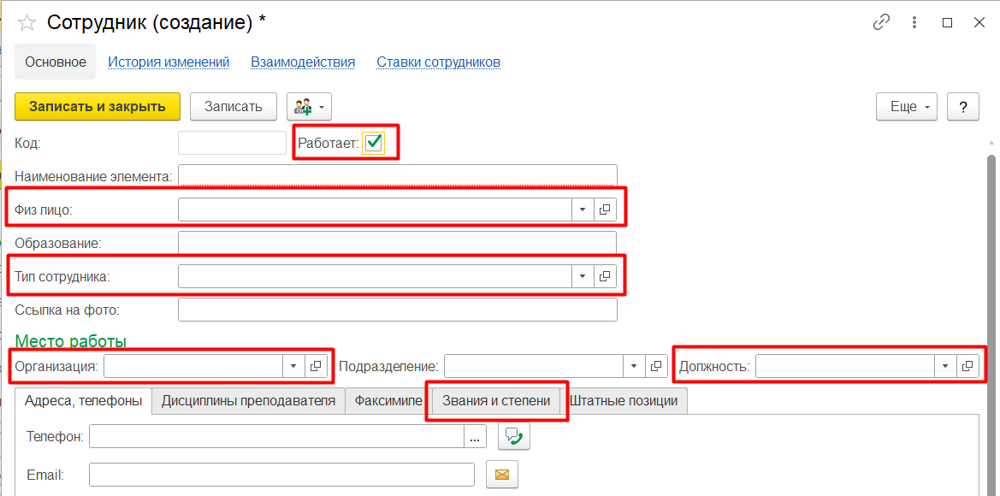 Сотрудник (создание) *
Основное История изменений Взаимодействия Ставки сотрудников
Записать и закрыть Записать Еще ?
Код: Работает:
Наименование элемента:
Физ лицо:
Образование:
Тип сотрудника:
Ссылка на фото:
Место работы
Организация: Подразделение: Должность:
Адреса, телефоны Дисциплины преподавателя Факсимиле Звания и степени Штатные позиции
Телефон: ...
Email: